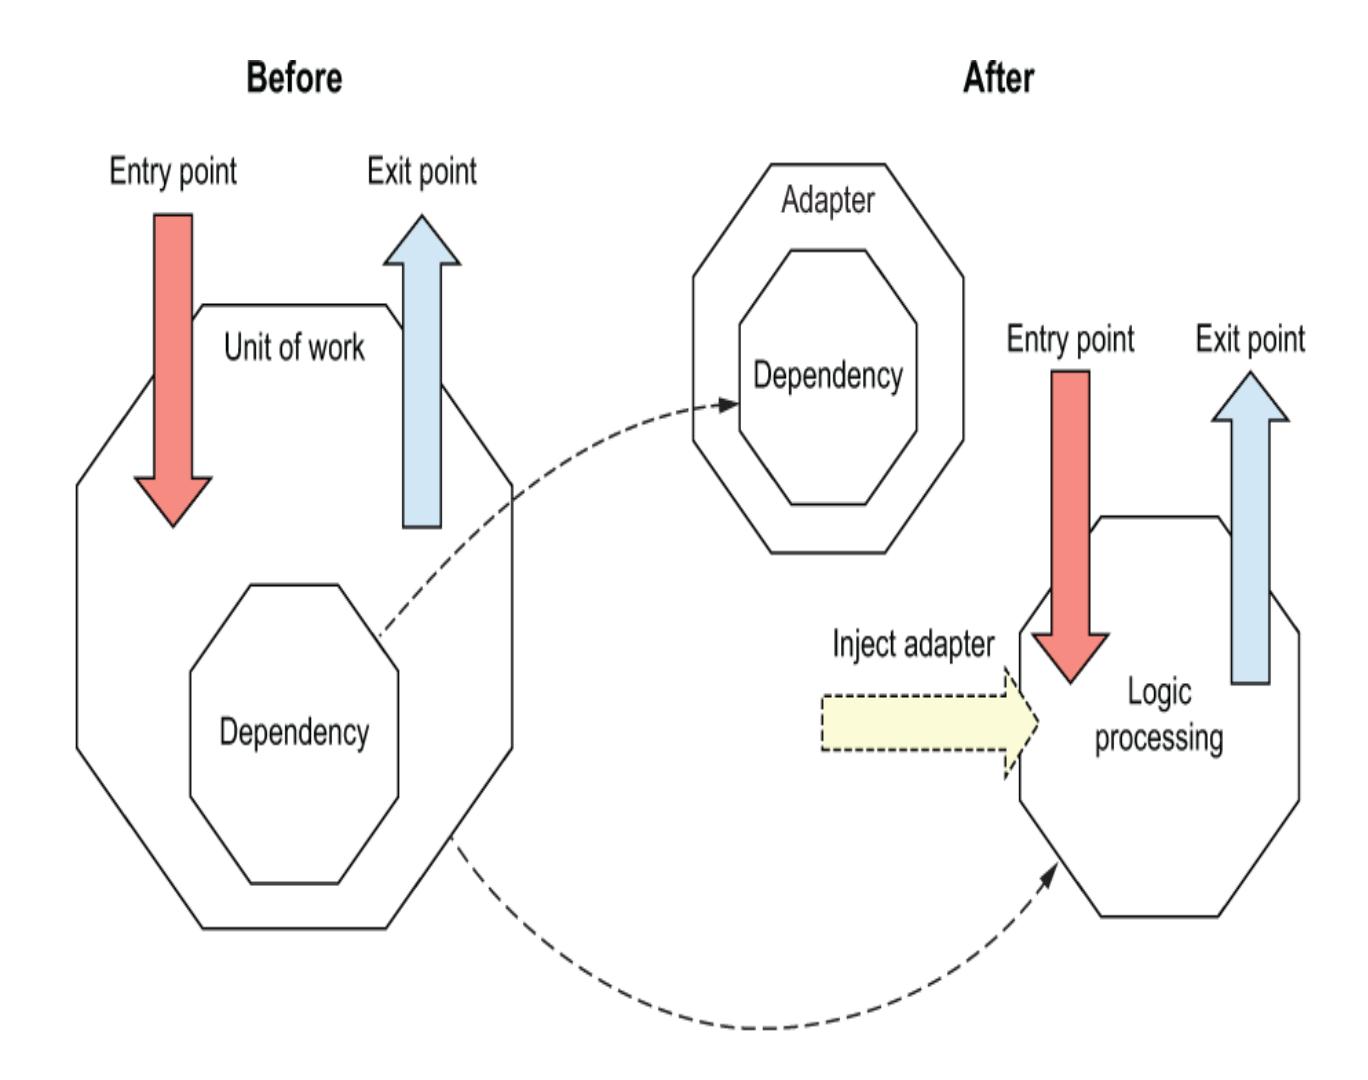 Before
After
Entry point
Exit point
Unit of work
Dependency
Adapter
Dependency
Entry point
Exit point
Inject adapter
Logic
processing